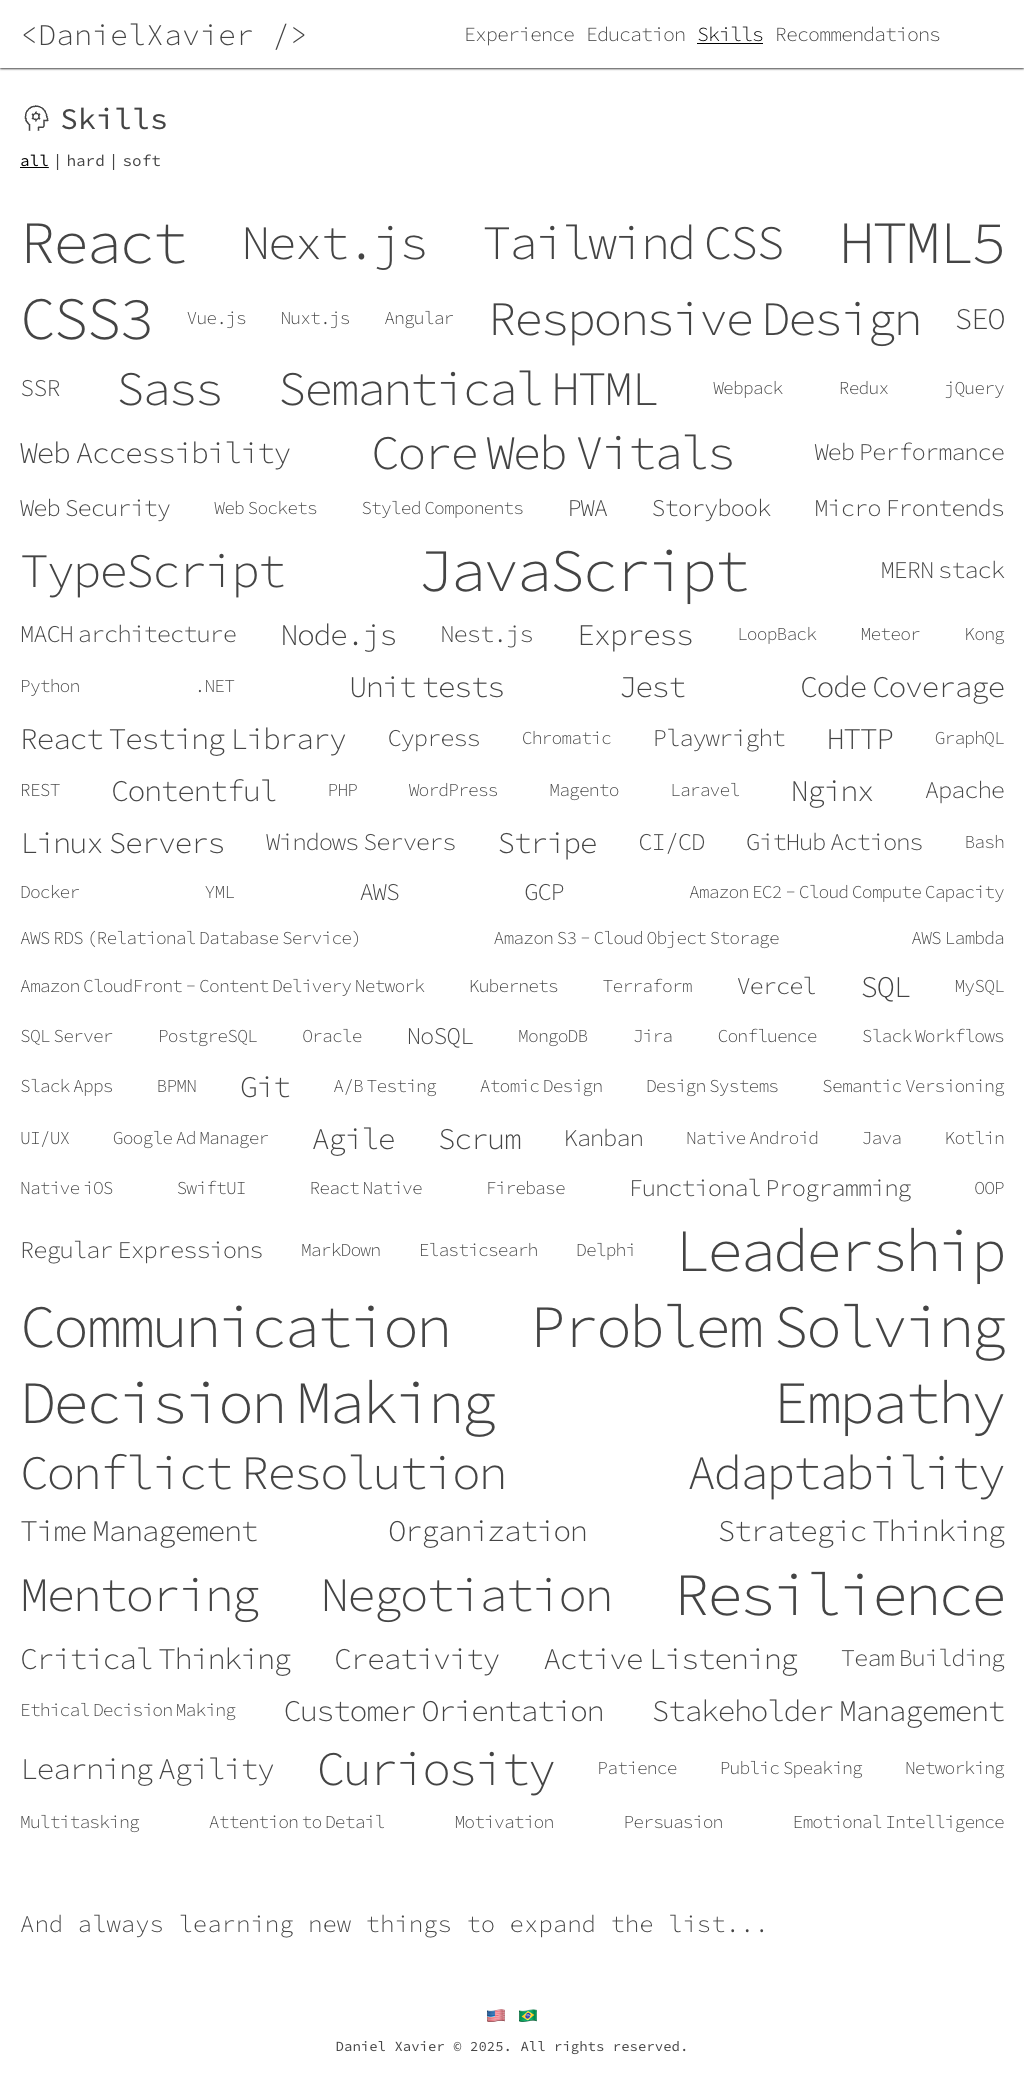 <DanielXavier /> Experience Education Skills Recommendations
Skills
all | hard | soft
React Next.js Tailwind CSS HTML5
CSS3 Vue.js Nuxt.js Angular Responsive Design SEO
SSR Sass Semantical HTML Webpack Redux jQuery
Web Accessibility Core Web Vitals Web Performance
Web Security Web Sockets Styled Components PWA Storybook Micro Frontends
TypeScript JavaScript MERN stack
MACH architecture Node.js Nest.js Express LoopBack Meteor Kong
Python .NET Unit tests Jest Code Coverage
React Testing Library Cypress Chromatic Playwright HTTP GraphQL
REST Contentful PHP WordPress Magento Laravel Nginx Apache
Linux Servers Windows Servers Stripe CI/CD GitHub Actions Bash
Docker YML AWS GCP Amazon EC2 - Cloud Compute Capacity
AWS RDS (Relational Database Service) Amazon S3 - Cloud Object Storage AWS Lambda
Amazon CloudFront - Content Delivery Network Kubernets Terraform Vercel SQL MySQL
SQL Server PostgreSQL Oracle NoSQL MongoDB Jira Confluence Slack Workflows
Slack Apps BPMN Git A/B Testing Atomic Design Design Systems Semantic Versioning
UI/UX Google Ad Manager Agile Scrum Kanban Native Android Java Kotlin
Native iOS SwiftUI React Native Firebase Functional Programming OOP
Regular Expressions MarkDown Elasticsearh Delphi Leadership
Communication Problem Solving
Decision Making Empathy
Conflict Resolution Adaptability
Time Management Organization Strategic Thinking
Mentoring Negotiation Resilience
Critical Thinking Creativity Active Listening Team Building
Ethical Decision Making Customer Orientation Stakeholder Management
Learning Agility Curiosity Patience Public Speaking Networking
Multitasking Attention to Detail Motivation Persuasion Emotional Intelligence
And always learning new things to expand the list...
Daniel Xavier © 2025. All rights reserved.